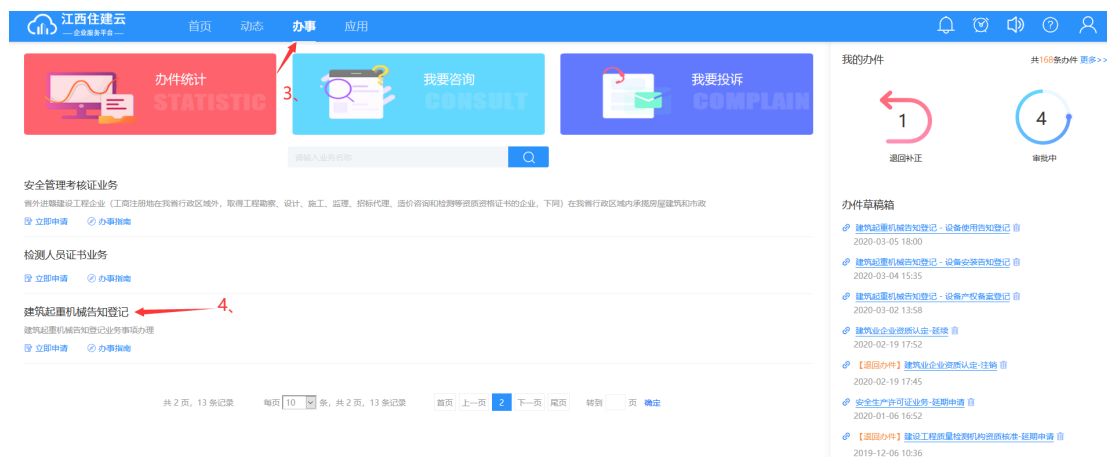 江西住建云
企业服务平台
首页 动态 办事 应用
办件统计
STATISTIC
3、
我要咨询
CONSULT
我要投诉
COMPLAIN
请输入业务名称
安全管理考核证业务
省外进赣建设工程企业（工商注册地在我省行政区域外，取得工程勘察、设计、施工、监理、招标代理、造价咨询和检测等资质资格证书的企业，下同）在我省行政区域内承揽房屋建筑和市政
立即申请 办事指南
检测人员证书业务
立即申请 办事指南
建筑起重机械告知登记 4、
建筑起重机械告知登记业务事项办理
立即申请 办事指南
共 2 页，13 条记录 每页 10 条，共 2 页，13 条记录 首页 上一页 2 下一页 尾页 转到 页 确定
我的办件 共168条办件 更多>>
1 4
退回补正 审批中
办件草稿箱
建筑起重机械告知登记 - 设备使用告知登记
2020-03-05 18:00
建筑起重机械告知登记 - 设备安装告知登记
2020-03-04 15:35
建筑起重机械告知登记 - 设备产权备案登记
2020-03-02 13:58
建筑业企业资质认定-延续
2020-02-19 17:52
【退回办件】建筑业企业资质认定-注销
2020-02-19 17:45
安全生产许可证业务-延期申请
2020-01-06 16:52
【退回办件】建设工程质量检测机构资质核准-延期申请
2019-12-06 10:36